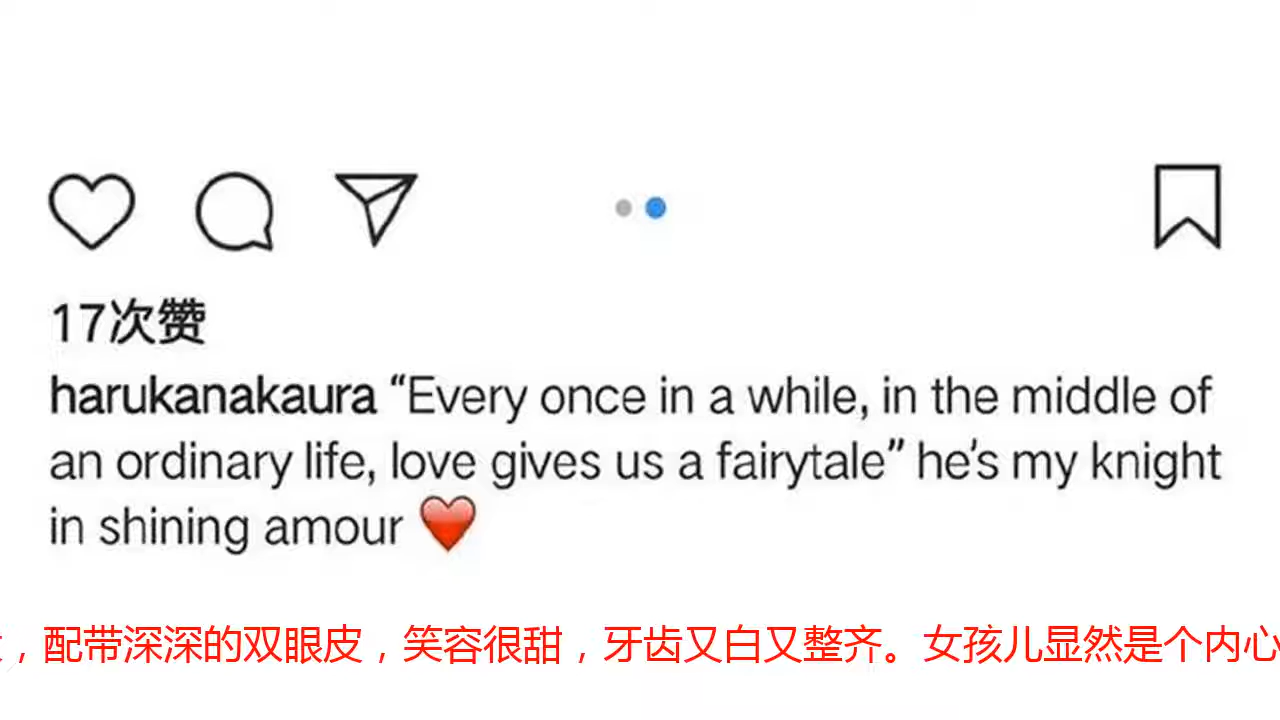 17次赞
harukanakaura “Every once in a while, in the middle of
an ordinary life, love gives us a fairytale” he's my knight
in shining amour
，配带深深的双眼皮，笑容很甜，牙齿又白又整齐。女孩儿显然是个内心